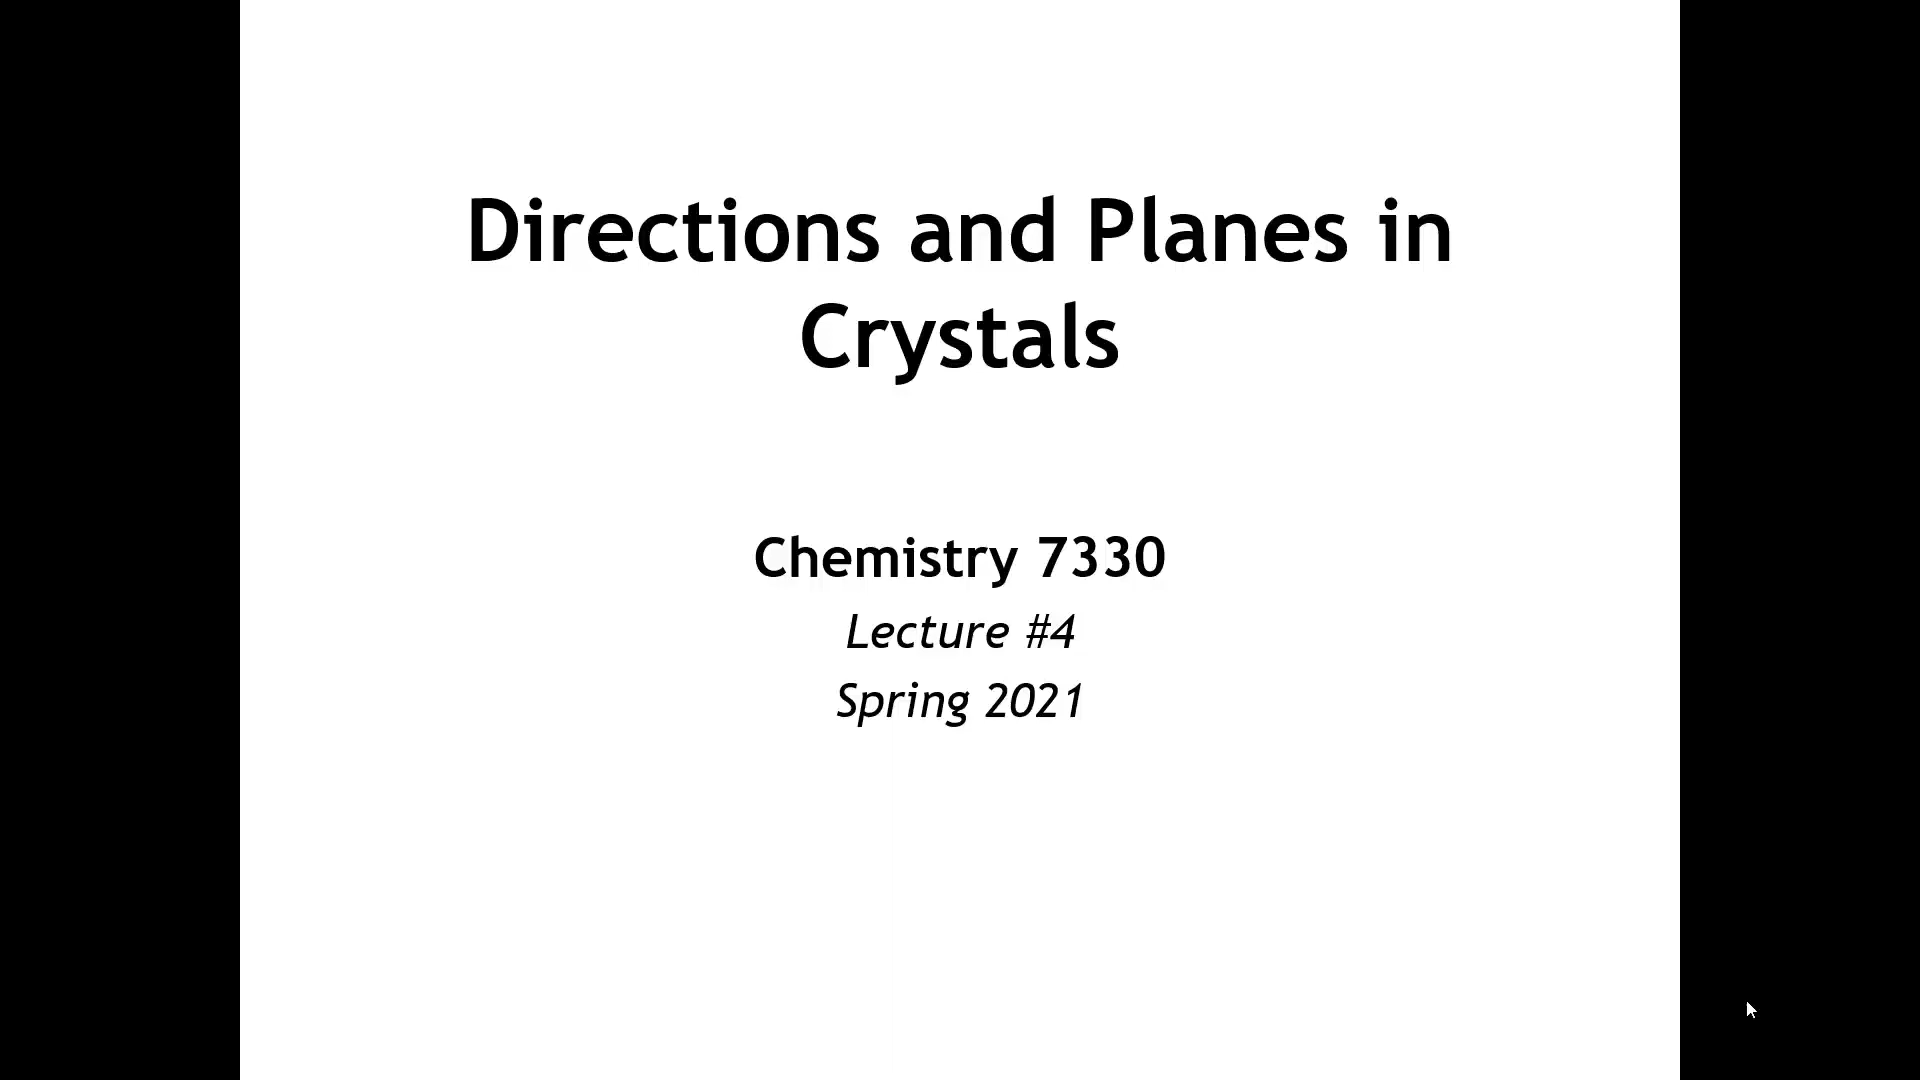 Directions and Planes in
Crystals
Chemistry 7330
Lecture #4
Spring 2021